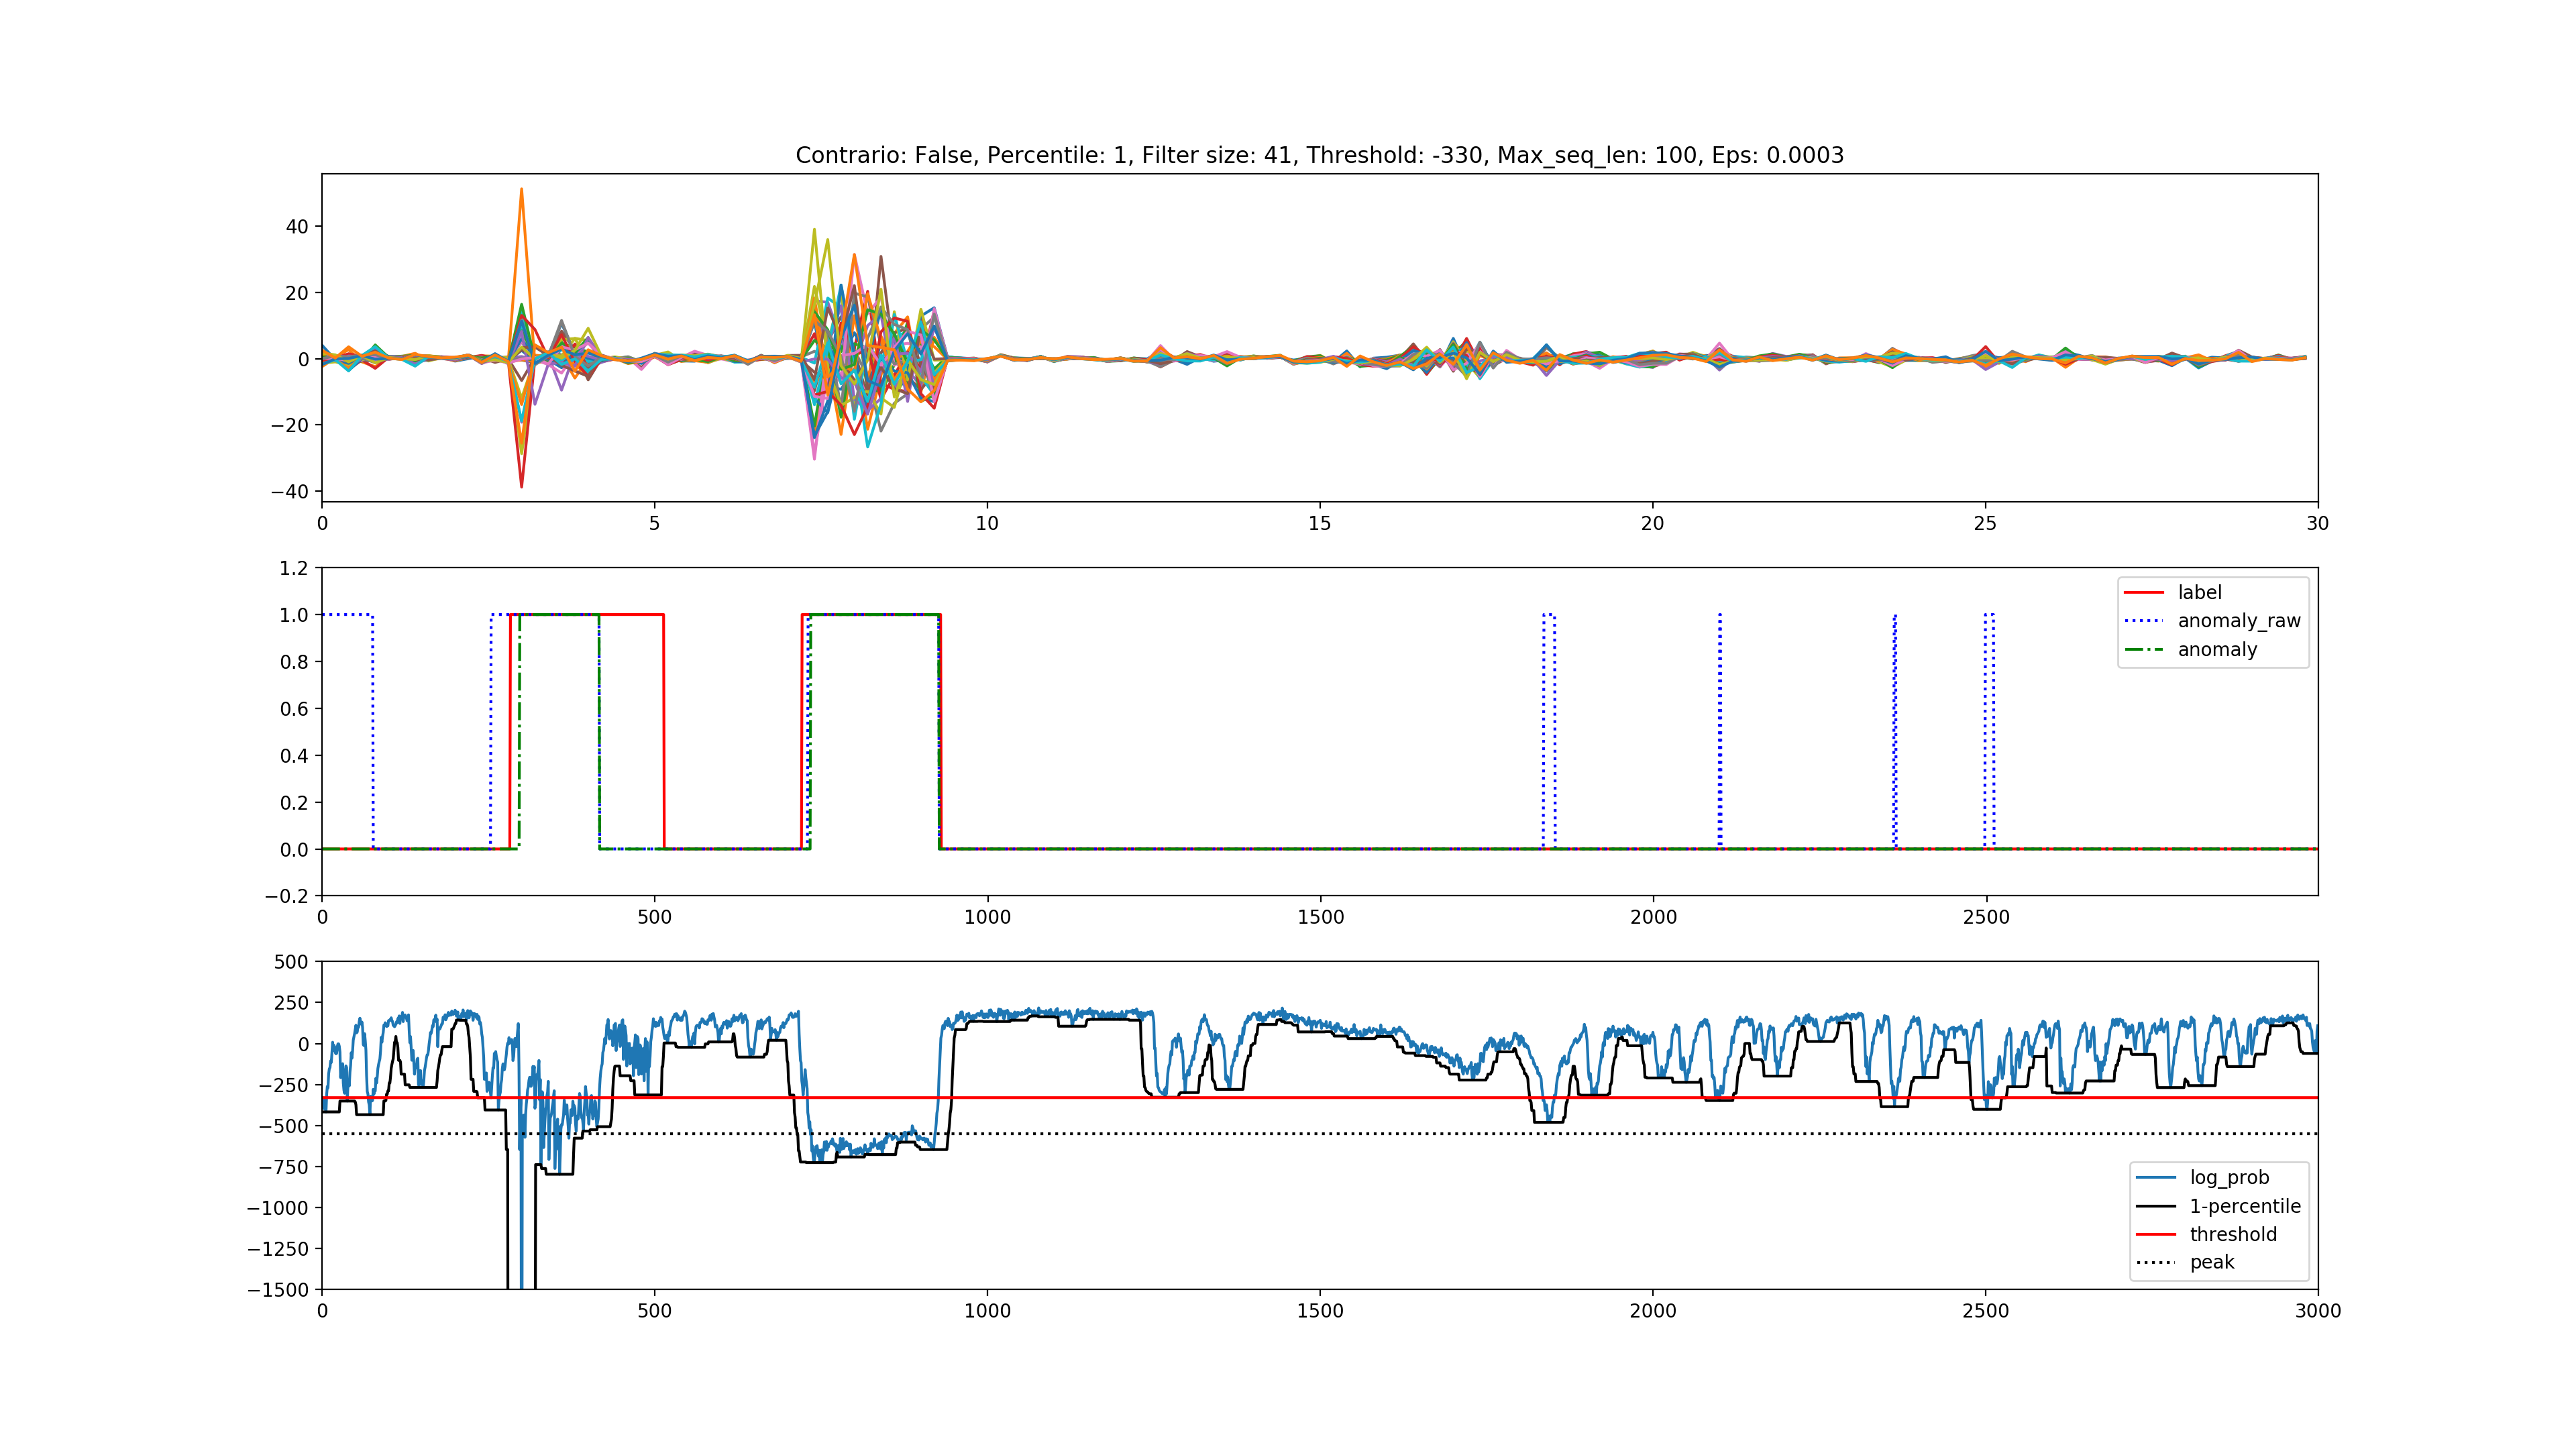 Contrario: False, Percentile: 1, Filter size: 41, Threshold: -330, Max_seq_len: 100, Eps: 0.0003
40
20
0
−20
−40
0 5 10 15 20 25 30
1.2
1.0
0.8
0.6
0.4
0.2
0.0
−0.2
label
anomaly_raw
anomaly
0 500 1000 1500 2000 2500
500
250
0
−250
−500
−750
−1000
−1250
−1500
log_prob
1-percentile
threshold
peak
0 500 1000 1500 2000 2500 3000